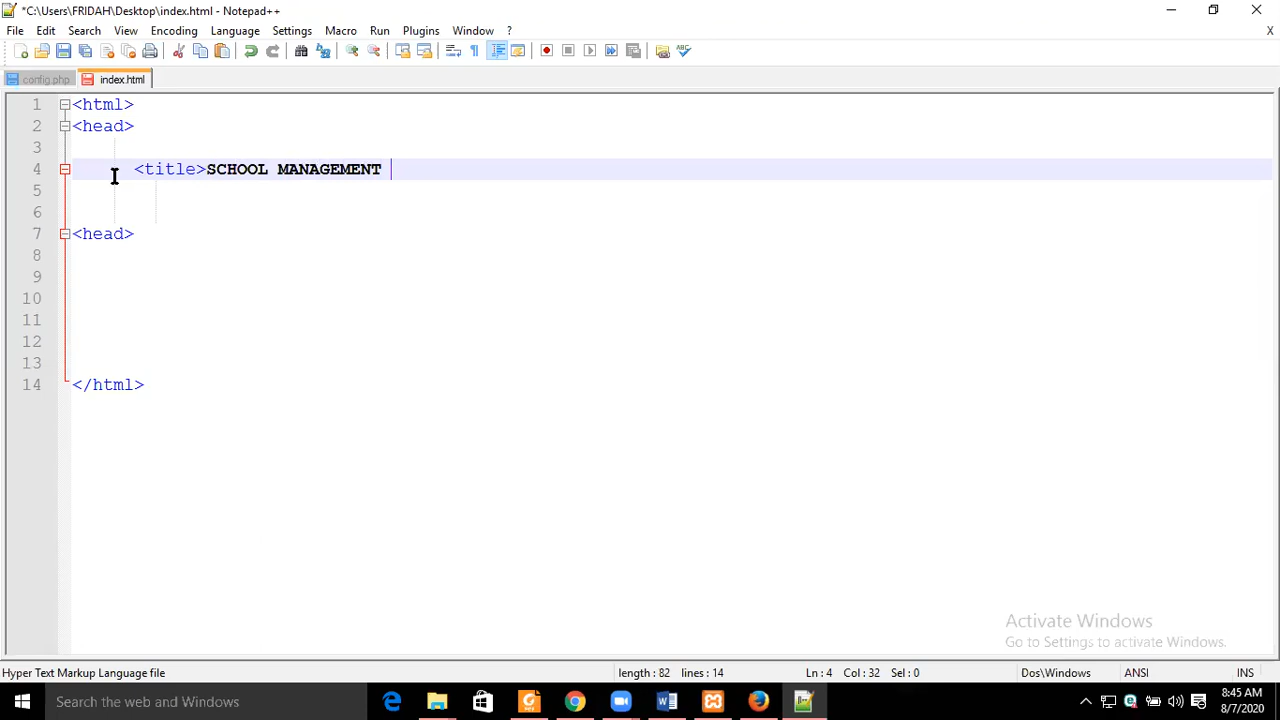 *C:\Users\FRIDAH\Desktop\index.html - Notepad++
File Edit Search View Encoding Language Settings Macro Run Plugins Window ? X
config.php index.html
1 <html>
2 <head>
3
4 <title>SCHOOL MANAGEMENT
5
6
7 <head>
8
9
10
11
12
13
14 </html>
Activate Windows
Go to Settings to activate Windows.
Hyper Text Markup Language file length : 82 lines : 14 Ln : 4 Col : 32 Sel : 0 Dos\Windows ANSI INS
Search the web and Windows
8:45 AM
8/7/2020